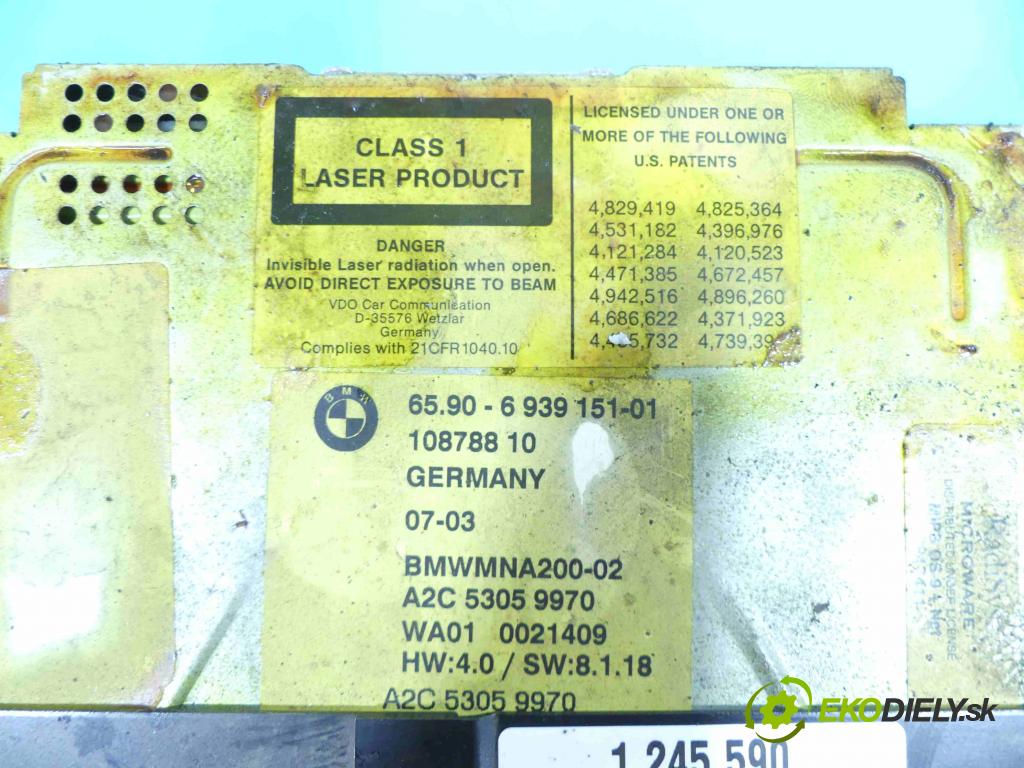 CLASS 1
LASER PRODUCT
DANGER
Invisible Laser radiation when open.
AVOID DIRECT EXPOSURE TO BEAM
VDO Car Communication
D-35576 Wetzlar
Germany
Complies with 21CFR1040.10
LICENSED UNDER ONE OR
MORE OF THE FOLLOWING
U.S. PATENTS
4,829,419 4,825,364
4,531,182 4,396,976
4,121,284 4,120,523
4,471,385 4,672,457
4,942,516 4,896,260
4,686,622 4,371,923
BMW
65.90 - 6 939 151-01
108788 10
GERMANY
07-03
BMWMNA200-02
A2C 5305 9970
WA01 0021409
HW:4.0 / SW:8.1.18
A2C 5305 9970
MICROWARE
1 245 590
EKODIELY.sk